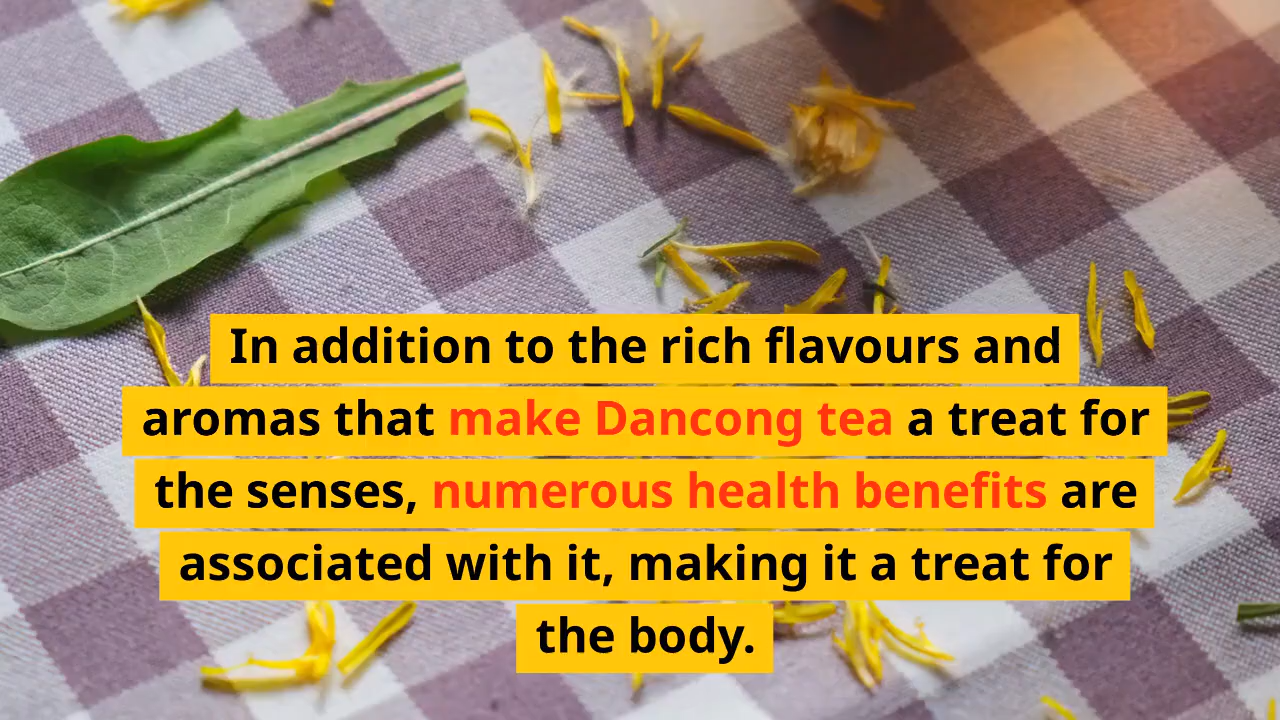 In addition to the rich flavours and
aromas that make Dancong tea a treat for
the senses, numerous health benefits are
associated with it, making it a treat for
the body.